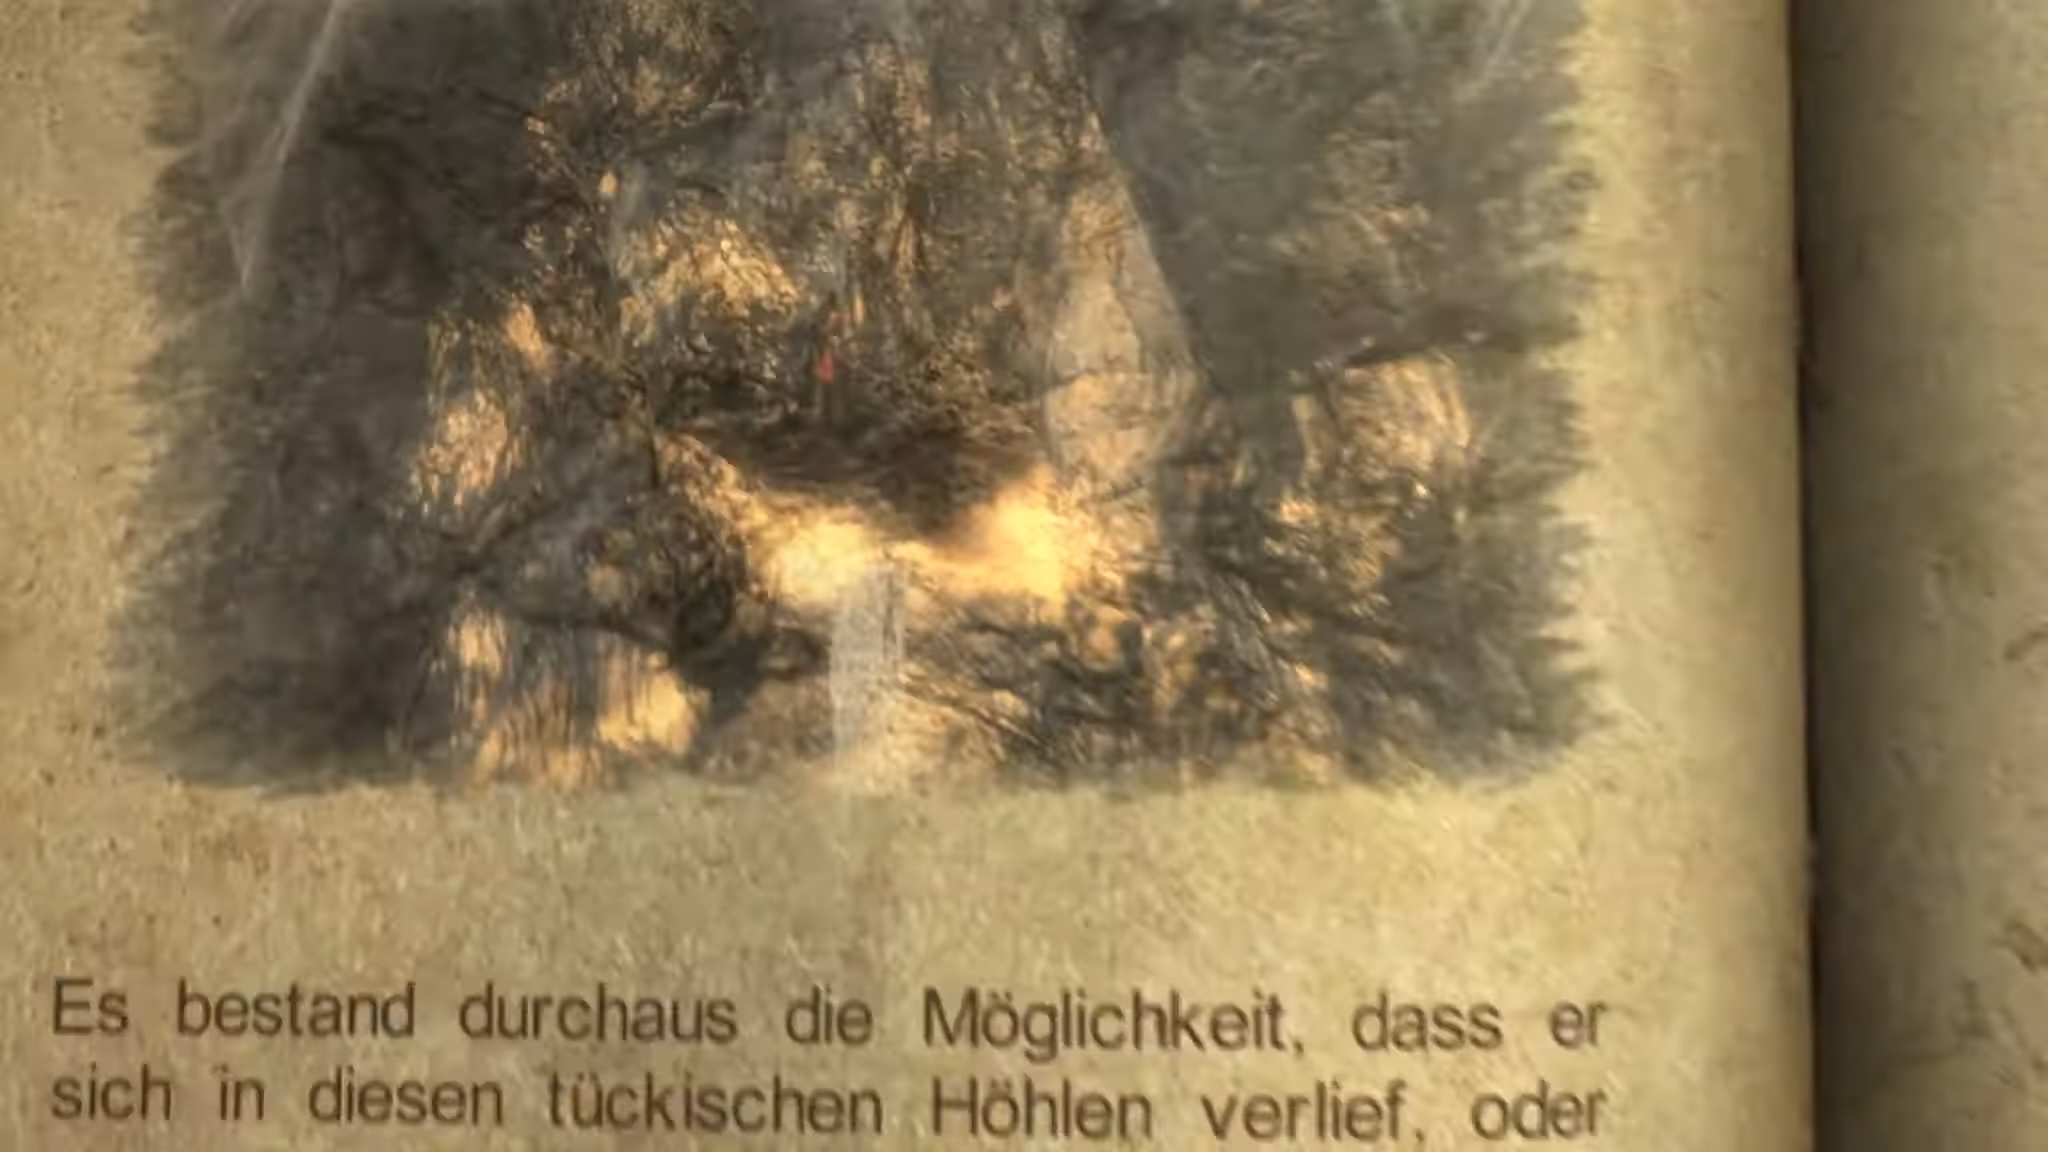 Es bestand durchaus die Möglichkeit, dass er
sich in diesen tückischen Höhlen verlief, oder